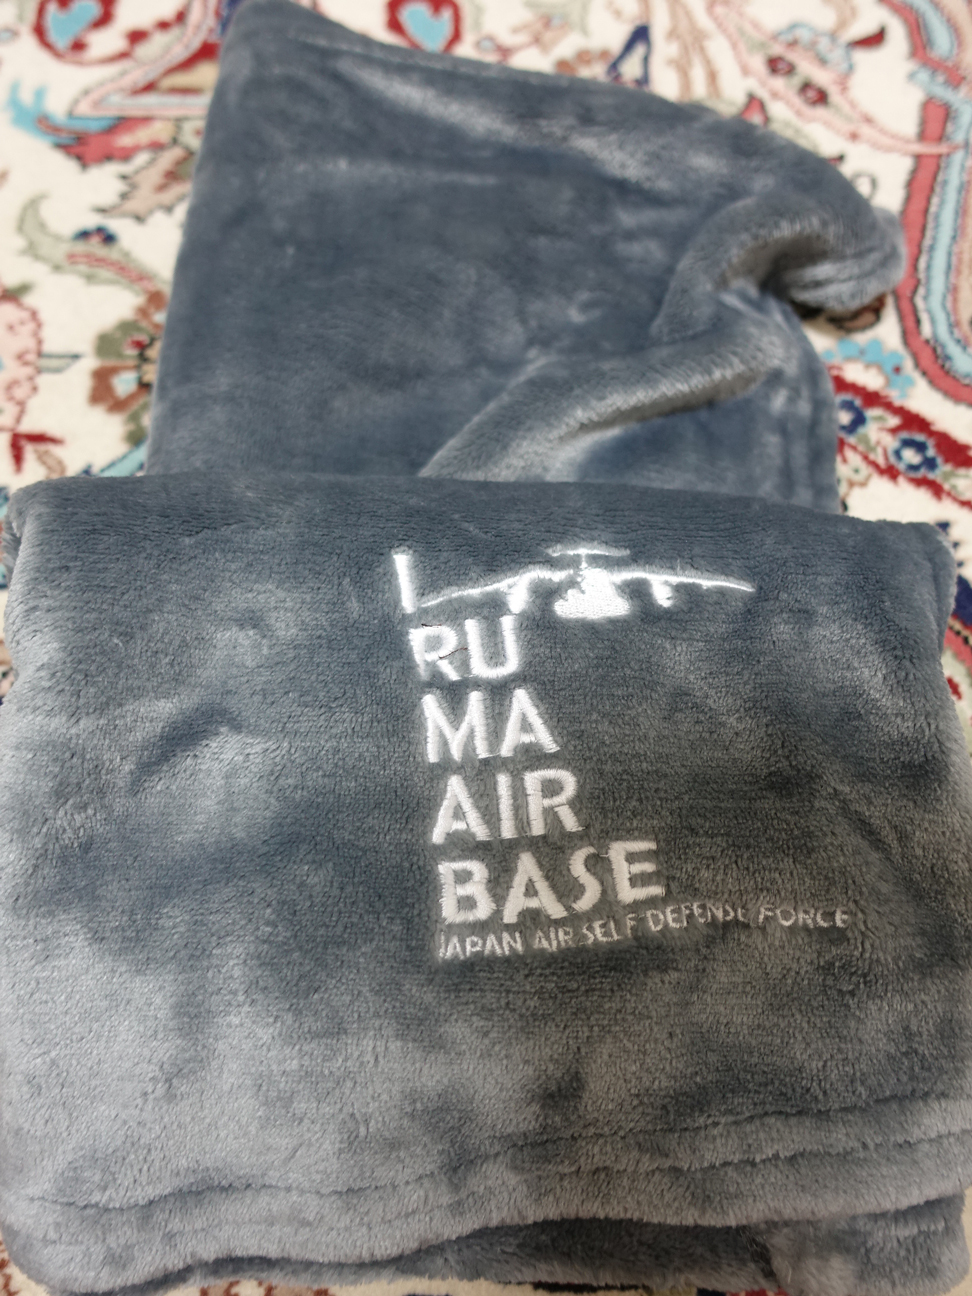 I
RU
MA
AIR
BASE
JAPAN AIR SELF-DEFENSE FORCE